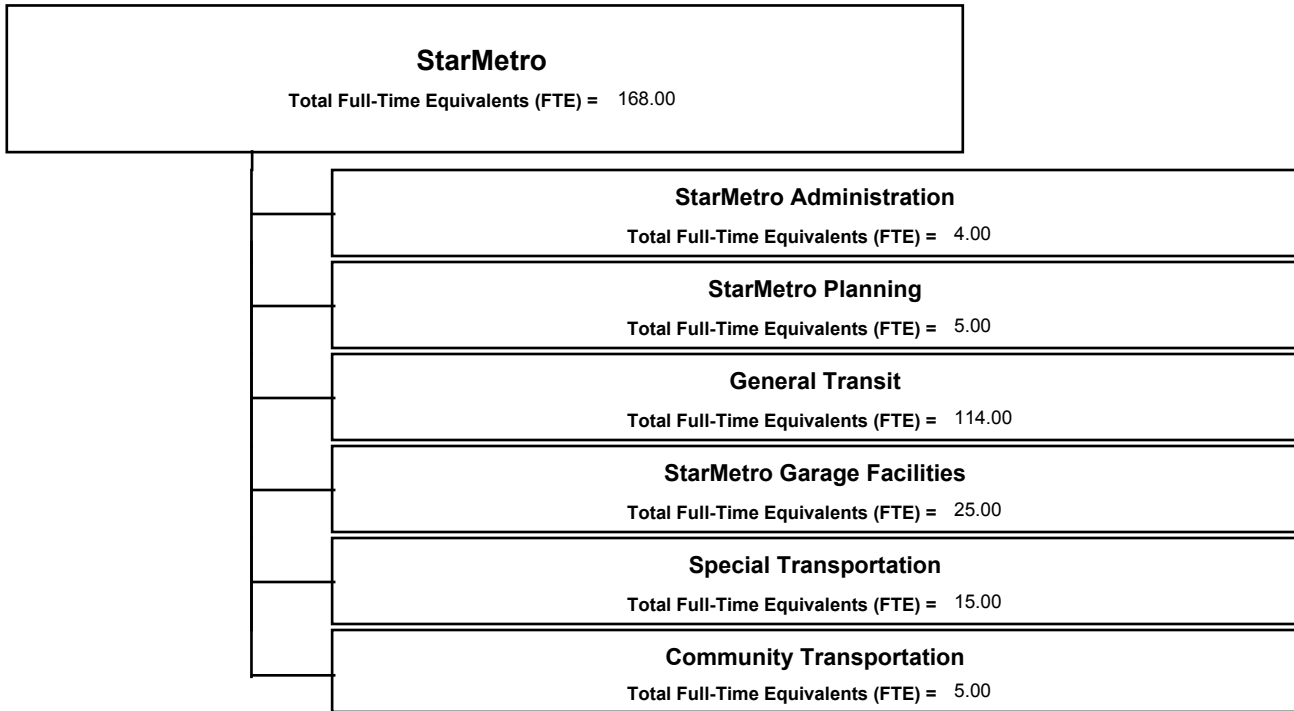 StarMetro
Total Full-Time Equivalents (FTE) = 168.00
StarMetro Administration
Total Full-Time Equivalents (FTE) = 4.00
StarMetro Planning
Total Full-Time Equivalents (FTE) = 5.00
General Transit
Total Full-Time Equivalents (FTE) = 114.00
StarMetro Garage Facilities
Total Full-Time Equivalents (FTE) = 25.00
Special Transportation
Total Full-Time Equivalents (FTE) = 15.00
Community Transportation
Total Full-Time Equivalents (FTE) = 5.00